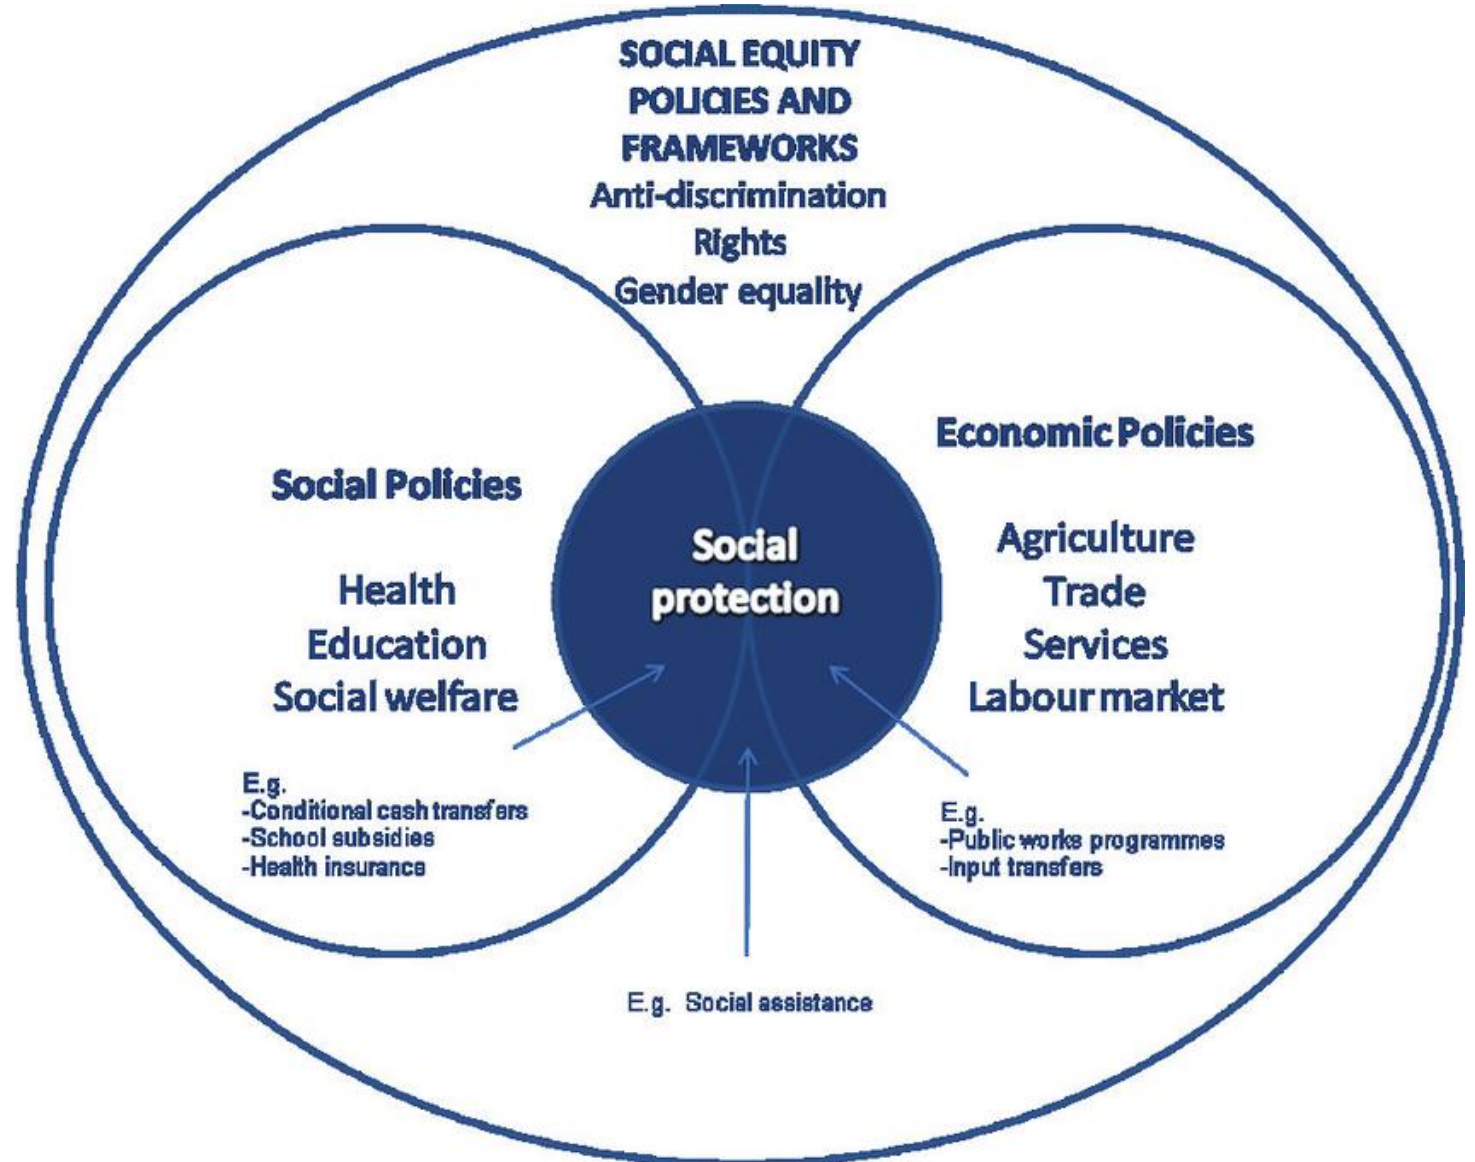 SOCIAL EQUITY
POLICIES AND
FRAMEWORKS
Anti-discrimination
Rights
Gender equality
Social Policies
Health
Education
Social welfare
E.g.
-Conditional cash transfers
-School subsidies
-Health insurance
Social
protection
Economic Policies
Agriculture
Trade
Services
Labour market
E.g.
-Public works programmes
-Input transfers
E.g. Social assistance